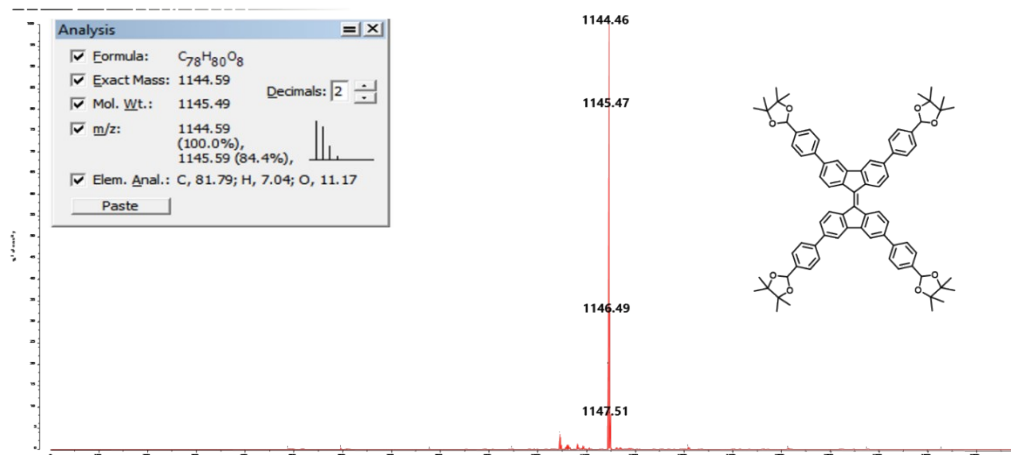 Analysis
Formula: C78H80O8
Exact Mass: 1144.59
Mol. Wt.: 1145.49
Decimals: 2
m/z: 1144.59
(100.0%),
1145.59 (84.4%),
Elem. Anal.: C, 81.79; H, 7.04; O, 11.17
Paste
1144.46
1145.47
1146.49
1147.51
O
O
O
O
O
O
O
O